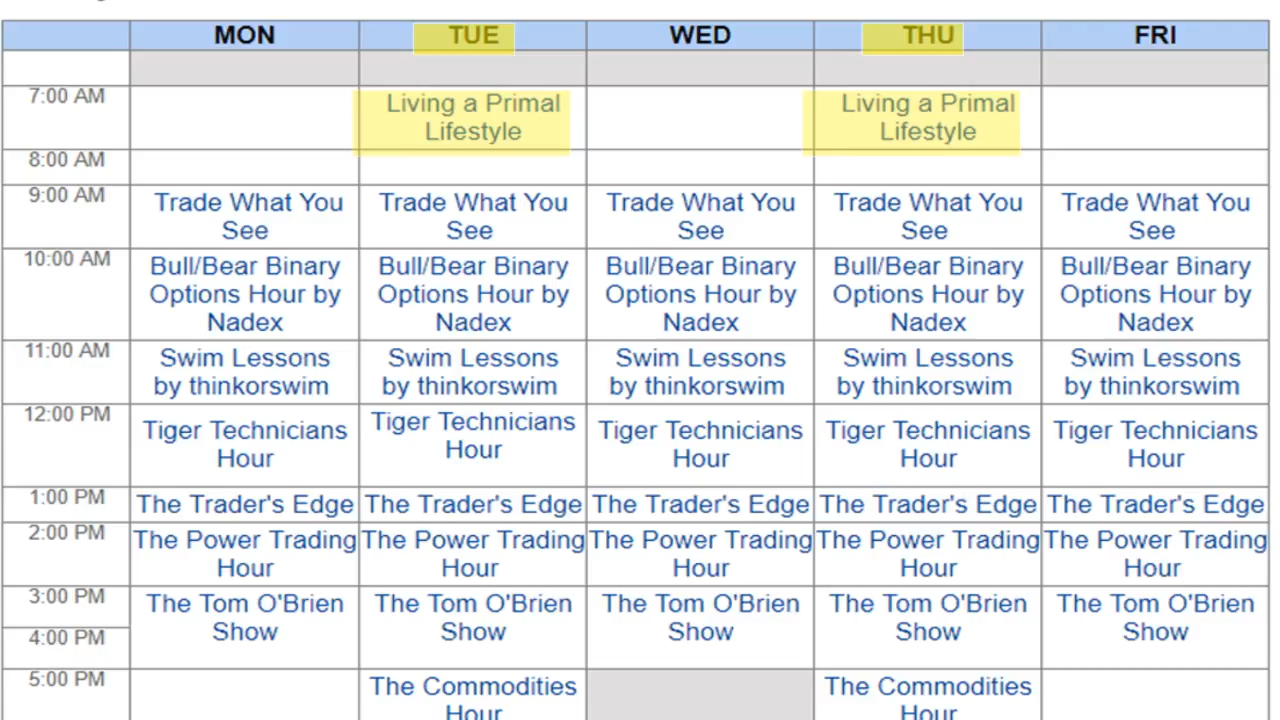 MON TUE WED THU FRI
7:00 AM
Living a Primal
Lifestyle
Living a Primal
Lifestyle
8:00 AM
9:00 AM
Trade What You
See
Trade What You
See
Trade What You
See
Trade What You
See
Trade What You
See
10:00 AM
Bull/Bear Binary
Options Hour by
Nadex
Bull/Bear Binary
Options Hour by
Nadex
Bull/Bear Binary
Options Hour by
Nadex
Bull/Bear Binary
Options Hour by
Nadex
Bull/Bear Binary
Options Hour by
Nadex
11:00 AM
Swim Lessons
by thinkorswim
Swim Lessons
by thinkorswim
Swim Lessons
by thinkorswim
Swim Lessons
by thinkorswim
Swim Lessons
by thinkorswim
12:00 PM
Tiger Technicians
Hour
Tiger Technicians
Hour
Tiger Technicians
Hour
Tiger Technicians
Hour
Tiger Technicians
Hour
1:00 PM
The Trader's Edge
The Trader's Edge
The Trader's Edge
The Trader's Edge
The Trader's Edge
2:00 PM
The Power Trading
Hour
The Power Trading
Hour
The Power Trading
Hour
The Power Trading
Hour
The Power Trading
Hour
3:00 PM
The Tom O'Brien
Show
The Tom O'Brien
Show
The Tom O'Brien
Show
The Tom O'Brien
Show
The Tom O'Brien
Show
4:00 PM
5:00 PM
The Commodities
Hour
The Commodities
Hour